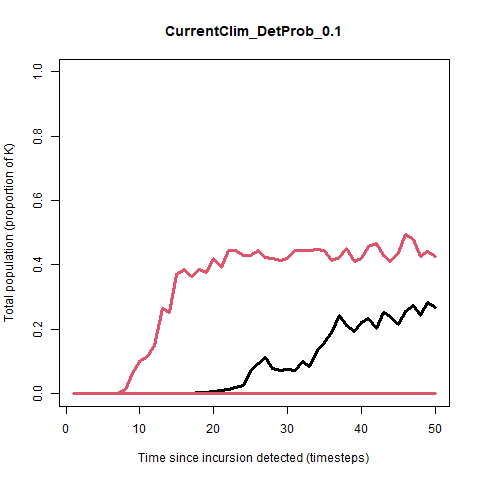 CurrentClim_DetProb_0.1
Total population (proportion of K)
1.0
0.8
0.6
0.4
0.2
0.0
0 10 20 30 40 50
Time since incursion detected (timesteps)